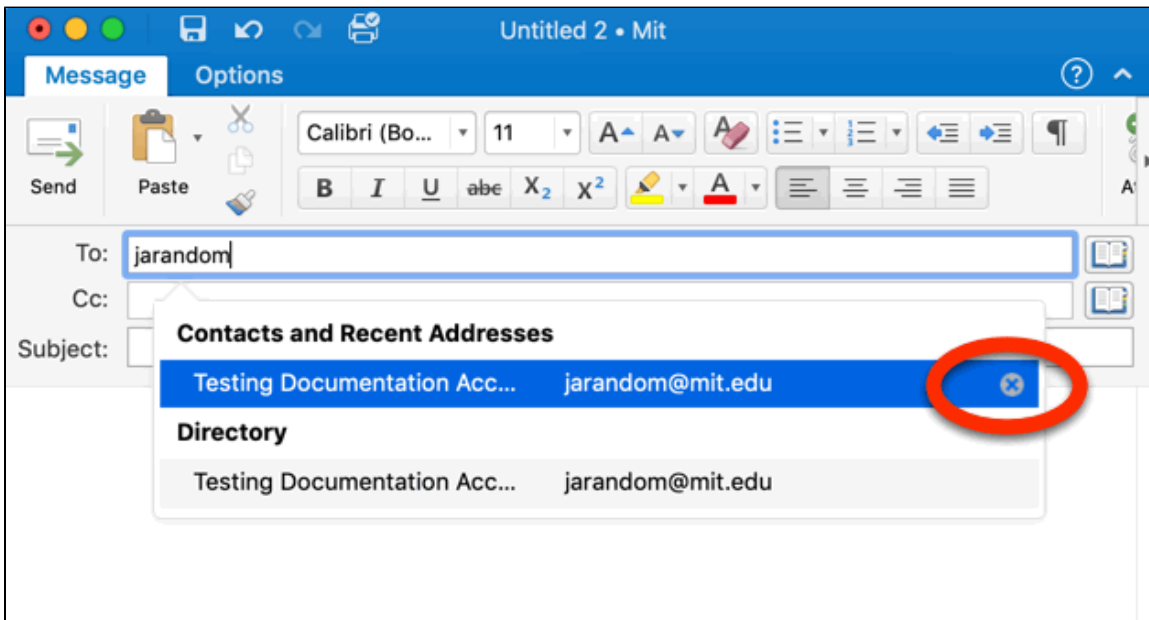 Untitled 2 • Mit
Message Options
Calibri (Bo... 11 A A A
Send Paste B I U abc X2 X2 A
To: jarandom
Cc:
Contacts and Recent Addresses
Subject:
Testing Documentation Acc... jarandom@mit.edu
Directory
Testing Documentation Acc... jarandom@mit.edu